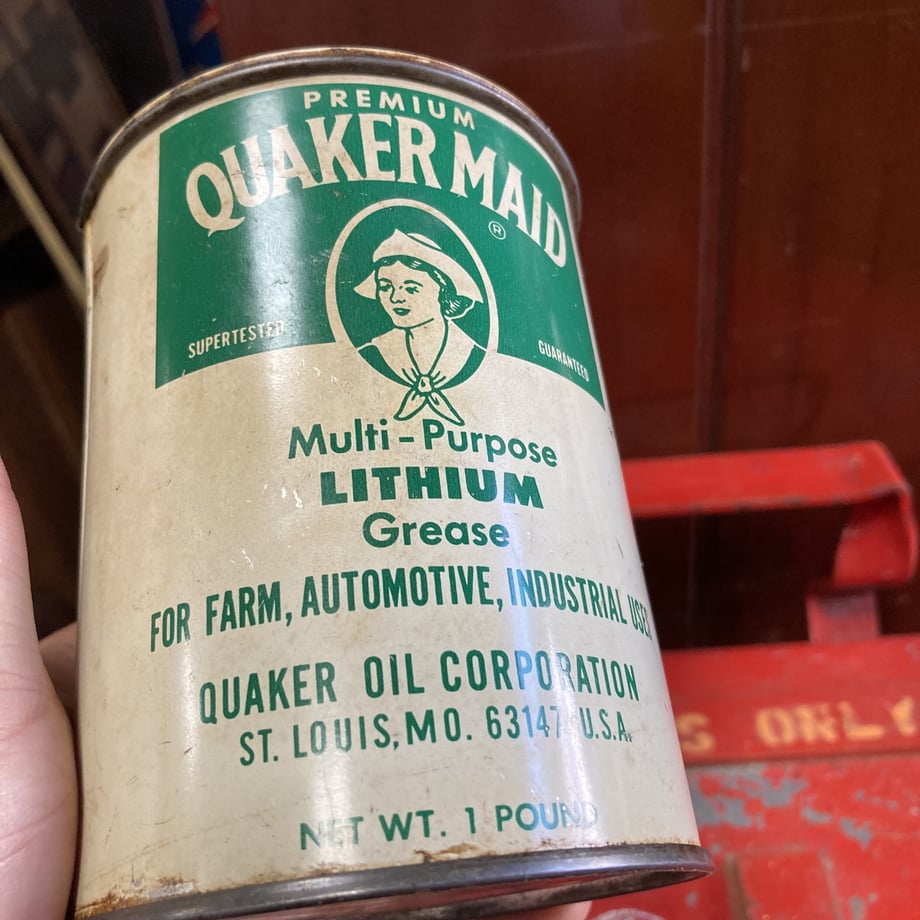 PREMIUM
QUAKER MAID
®
SUPERTESTED
GUARANTEED
Multi-Purpose
LITHIUM
Grease
FOR FARM, AUTOMOTIVE, INDUSTRIAL USE
QUAKER OIL CORPORATION
ST. LOUIS, MO. 63147 U.S.A.
NET WT. 1 POUND
ONLY